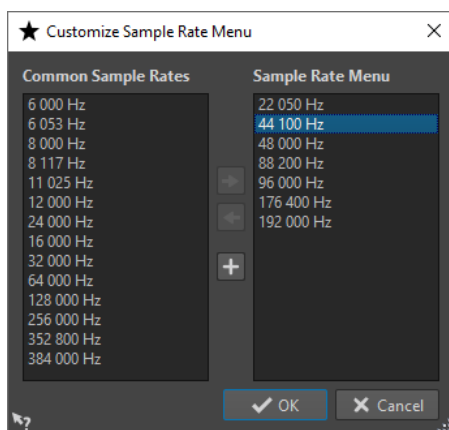 Customize Sample Rate Menu
Common Sample Rates
6 000 Hz
6 053 Hz
8 000 Hz
8 117 Hz
11 025 Hz
12 000 Hz
24 000 Hz
16 000 Hz
32 000 Hz
64 000 Hz
128 000 Hz
256 000 Hz
352 800 Hz
384 000 Hz
Sample Rate Menu
22 050 Hz
44 100 Hz
48 000 Hz
88 200 Hz
96 000 Hz
176 400 Hz
192 000 Hz
OK
Cancel
?